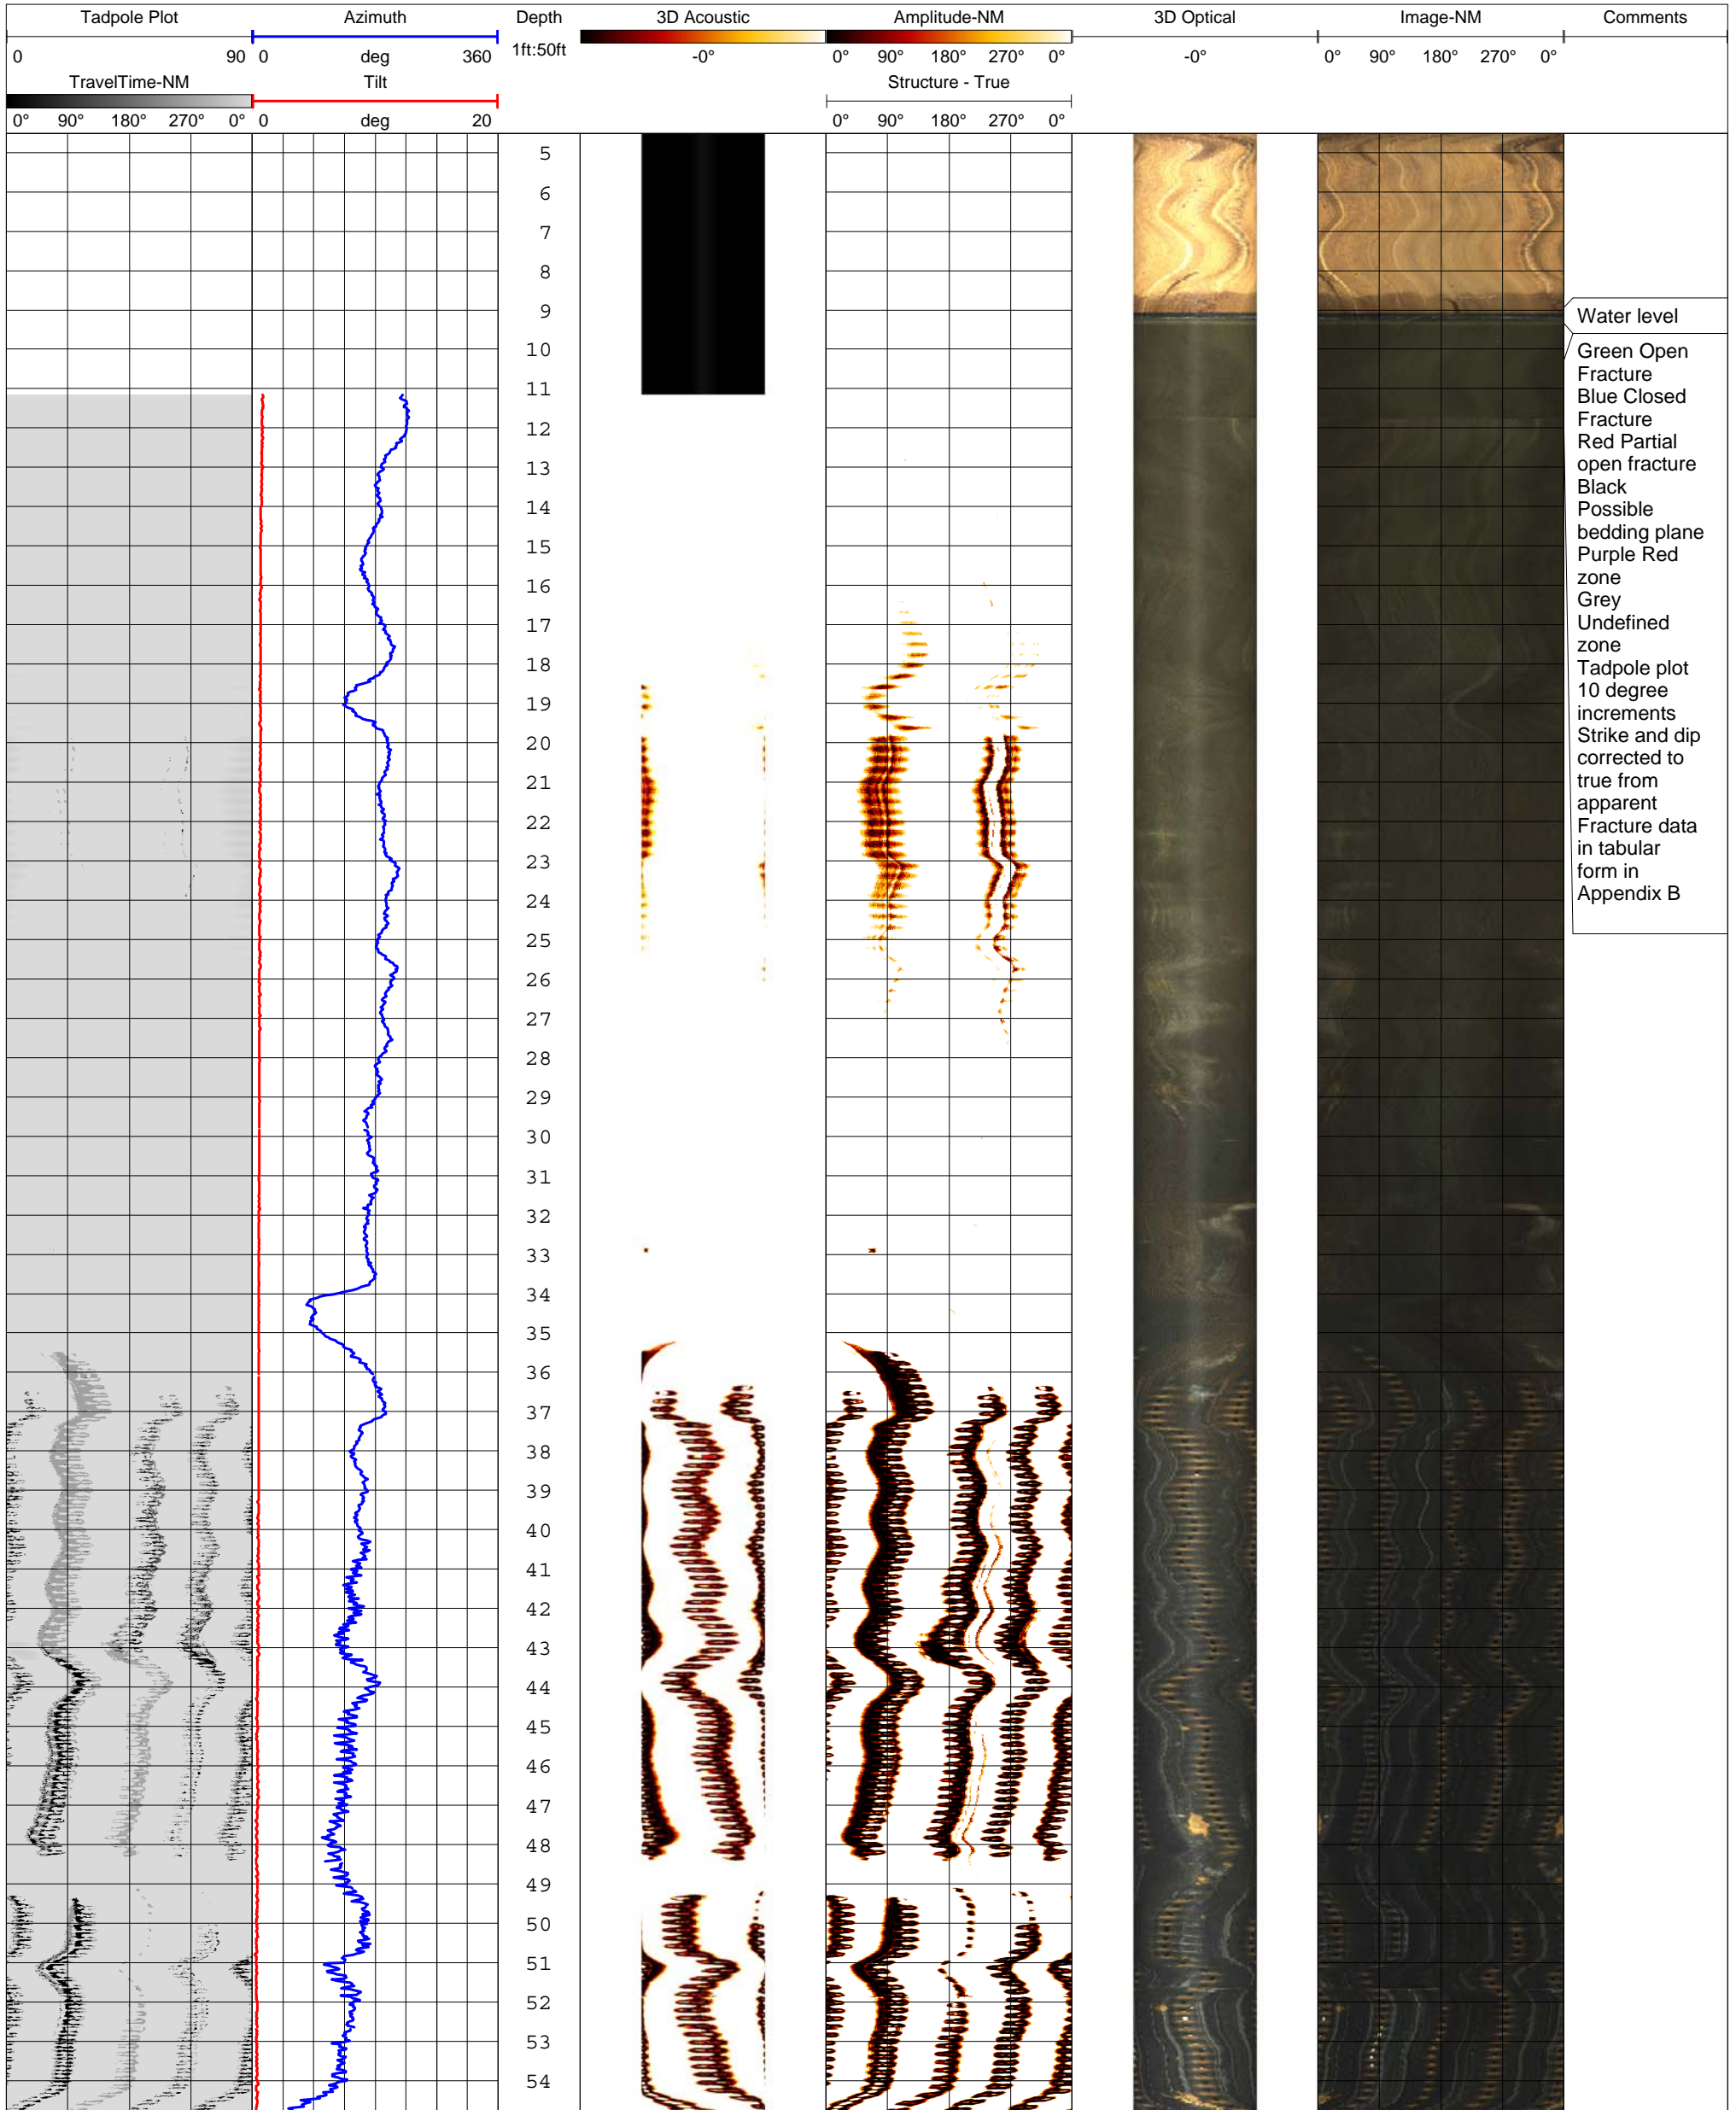 Tadpole Plot Azimuth Depth 3D Acoustic Amplitude-NM 3D Optical Image-NM Comments
0 90 0 deg 360 1ft:50ft -0° 0° 90° 180° 270° 0° -0° 0° 90° 180° 270° 0°
TravelTime-NM Tilt Structure - True
0° 90° 180° 270° 0° 0 deg 20 0° 90° 180° 270° 0°
5
6
7
8
9
10
11
12
13
14
15
16
17
18
19
20
21
22
23
24
25
26
27
28
29
30
31
32
33
34
35
36
37
38
39
40
41
42
43
44
45
46
47
48
49
50
51
52
53
54
Water level
Green Open
Fracture
Blue Closed
Fracture
Red Partial
open fracture
Black
Possible
bedding plane
Purple Red
zone
Grey
Undefined
zone
Tadpole plot
10 degree
increments
Strike and dip
corrected to
true from
apparent
Fracture data
in tabular
form in
Appendix B